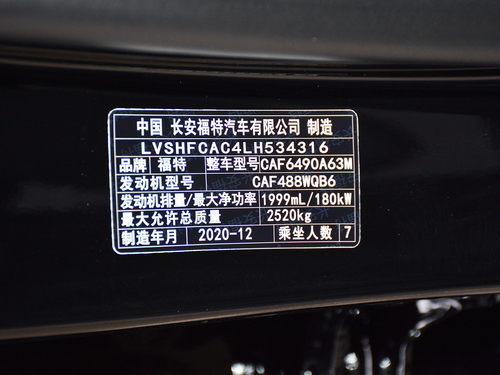 中国 长安福特汽车有限公司 制造
LVSHFCAC4LH534316
品牌 福特 整车型号 CAF6490A63M
发动机型号 CAF488WQB6
发动机排量/最大净功率 1999mL/180kW
最大允许总质量 2520kg
制造年月 2020-12 乘坐人数 7